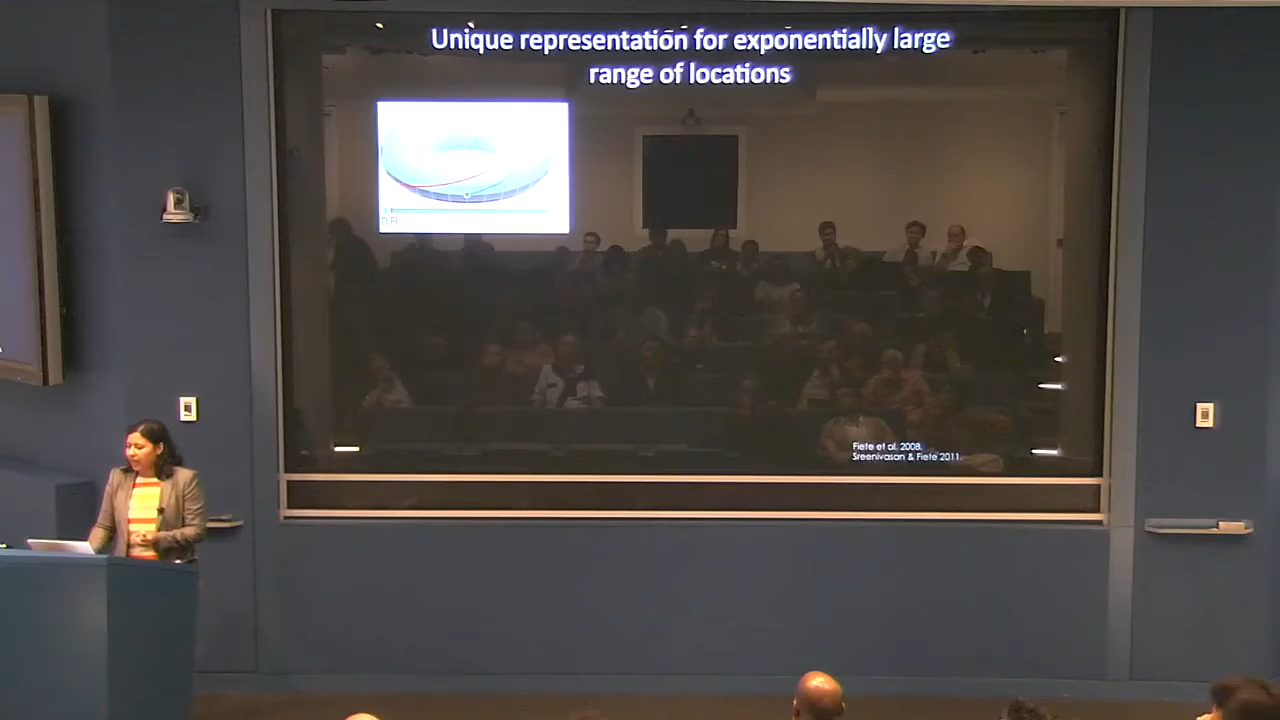 Unique representation for exponentially large
range of locations
Fiete et al. 2008.
Sreenivasan & Fiete 2011.